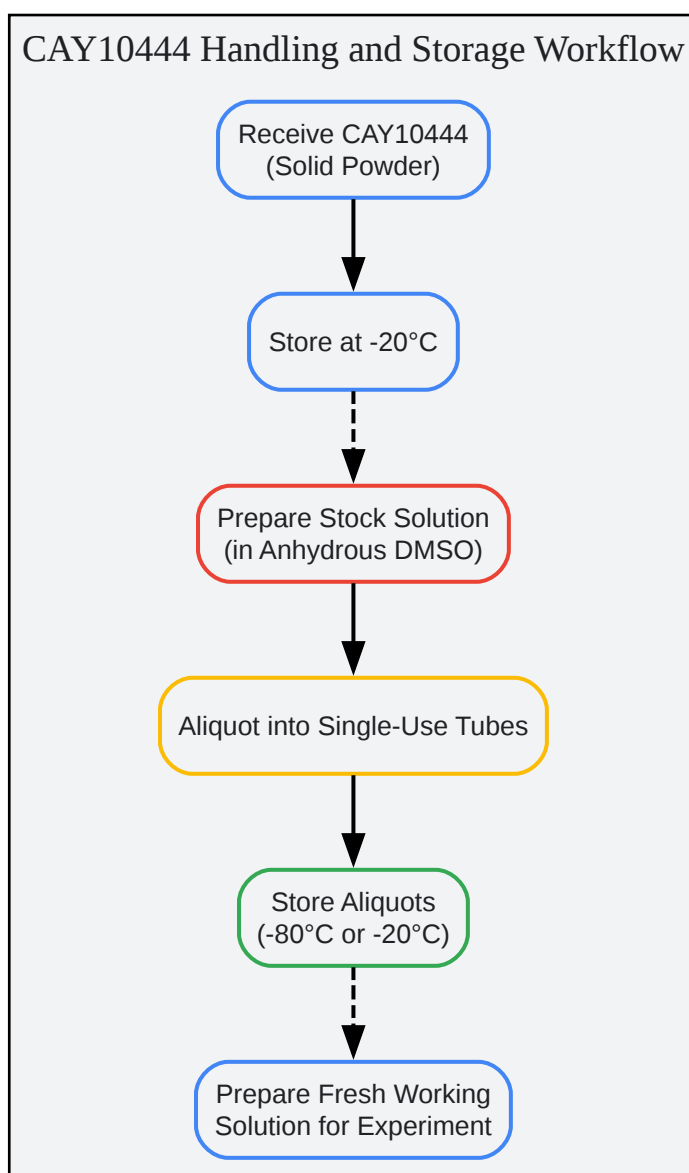 CAY10444 Handling and Storage Workflow
Receive CAY10444
(Solid Powder)
Store at -20°C
Prepare Stock Solution
(in Anhydrous DMSO)
Aliquot into Single-Use Tubes
Store Aliquots
(-80°C or -20°C)
Prepare Fresh Working
Solution for Experiment